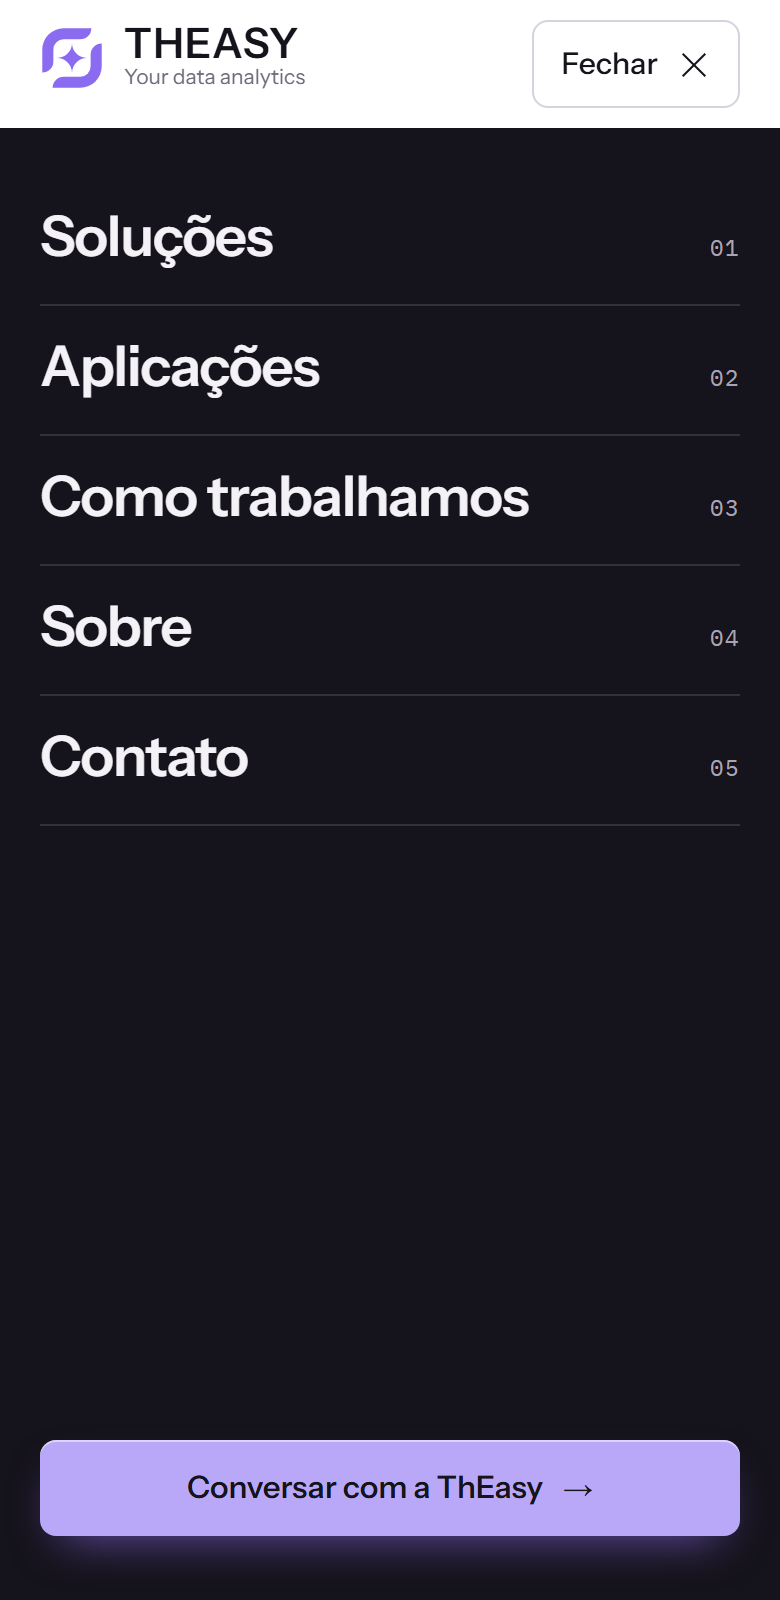 THEASY
Your data analytics
Fechar
Soluções
01
Aplicações
02
Como trabalhamos
03
Sobre
04
Contato
05
Conversar com a ThEasy →